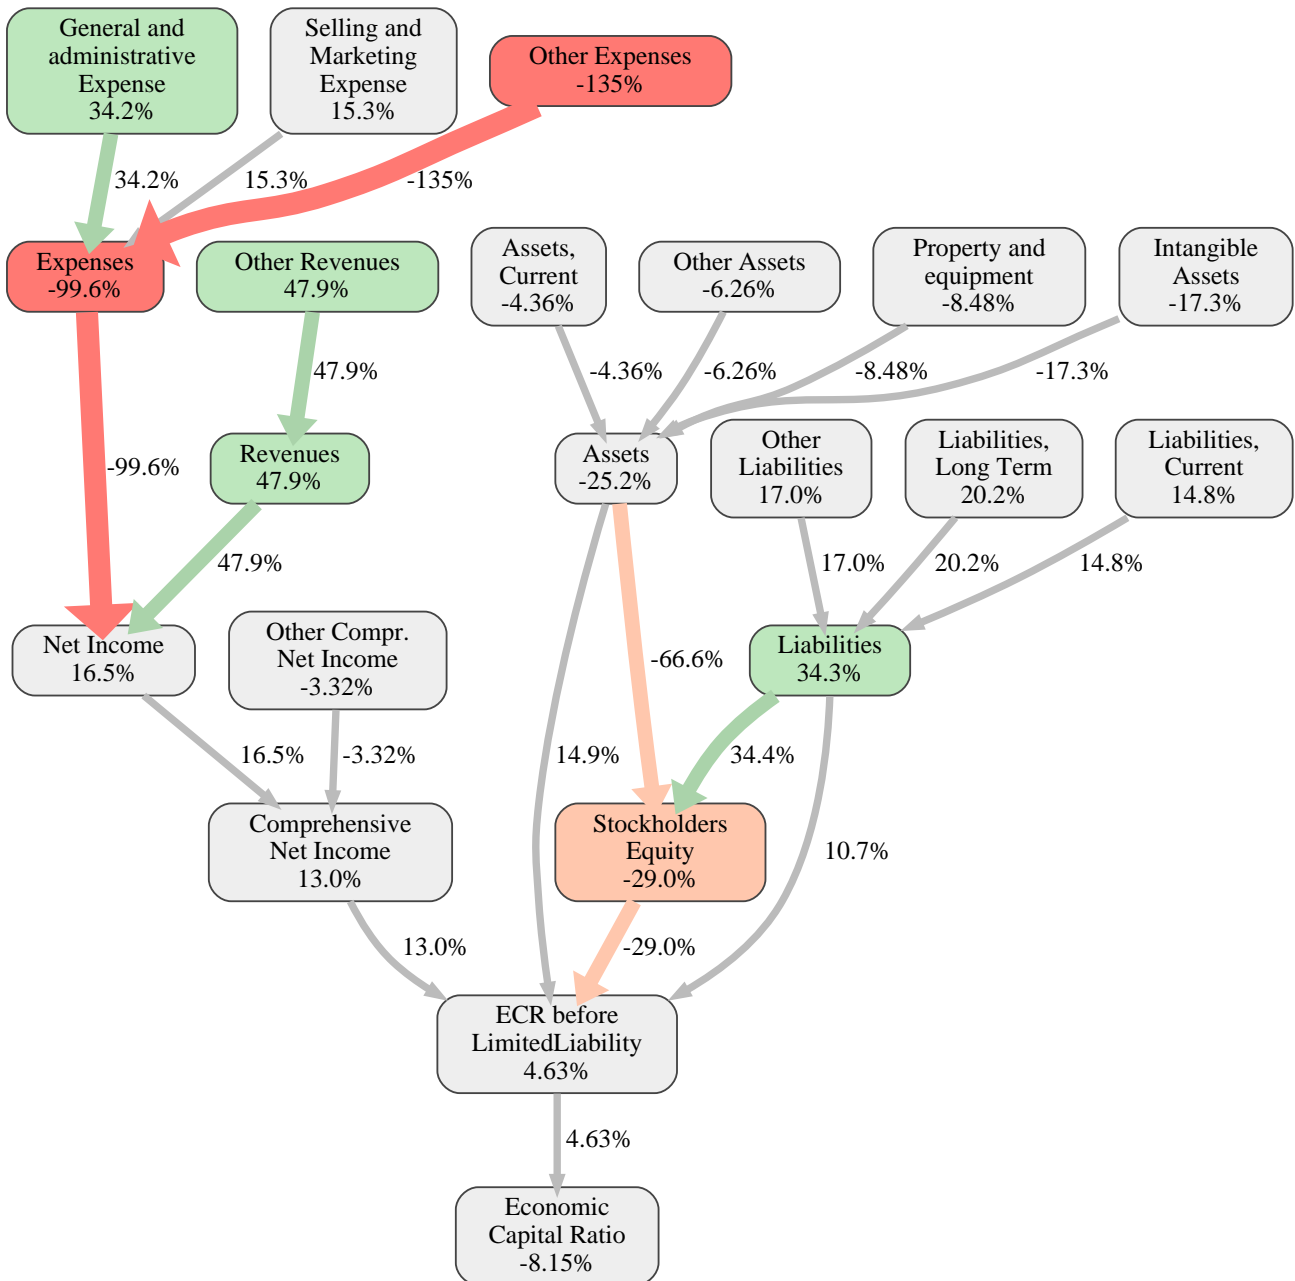 General and
administrative
Expense
34.2%
Selling and
Marketing
Expense
15.3%
Other Expenses
-135%
34.2%
15.3%
-135%
Expenses
-99.6%
Other Revenues
47.9%
Assets,
Current
-4.36%
Other Assets
-6.26%
Property and
equipment
-8.48%
Intangible
Assets
-17.3%
47.9%
-4.36%
-6.26%
-8.48%
-17.3%
-99.6%
Revenues
47.9%
Assets
-25.2%
Other
Liabilities
17.0%
Liabilities,
Long Term
20.2%
Liabilities,
Current
14.8%
47.9%
17.0%
20.2%
14.8%
Net Income
16.5%
Other Compr.
Net Income
-3.32%
-66.6%
Liabilities
34.3%
16.5%
-3.32%
14.9%
34.4%
Comprehensive
Net Income
13.0%
Stockholders
Equity
-29.0%
10.7%
13.0%
-29.0%
ECR before
LimitedLiability
4.63%
4.63%
Economic
Capital Ratio
-8.15%